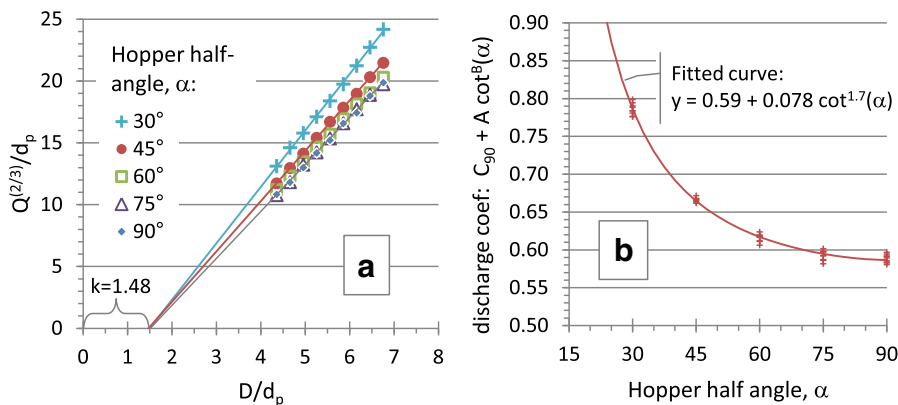 25
20
15
10
5
0
Q^(2/3)/d_p
Hopper half-
angle, α:
30°
45°
60°
75°
90°
k=1.48
a
0 1 2 3 4 5 6 7 8
D/d_p
0.90
0.85
0.80
0.75
0.70
0.65
0.60
0.55
0.50
discharge coef: C_90 + A cot^B(α)
Fitted curve:
y = 0.59 + 0.078 cot^1.7(α)
b
15 30 45 60 75 90
Hopper half angle, α